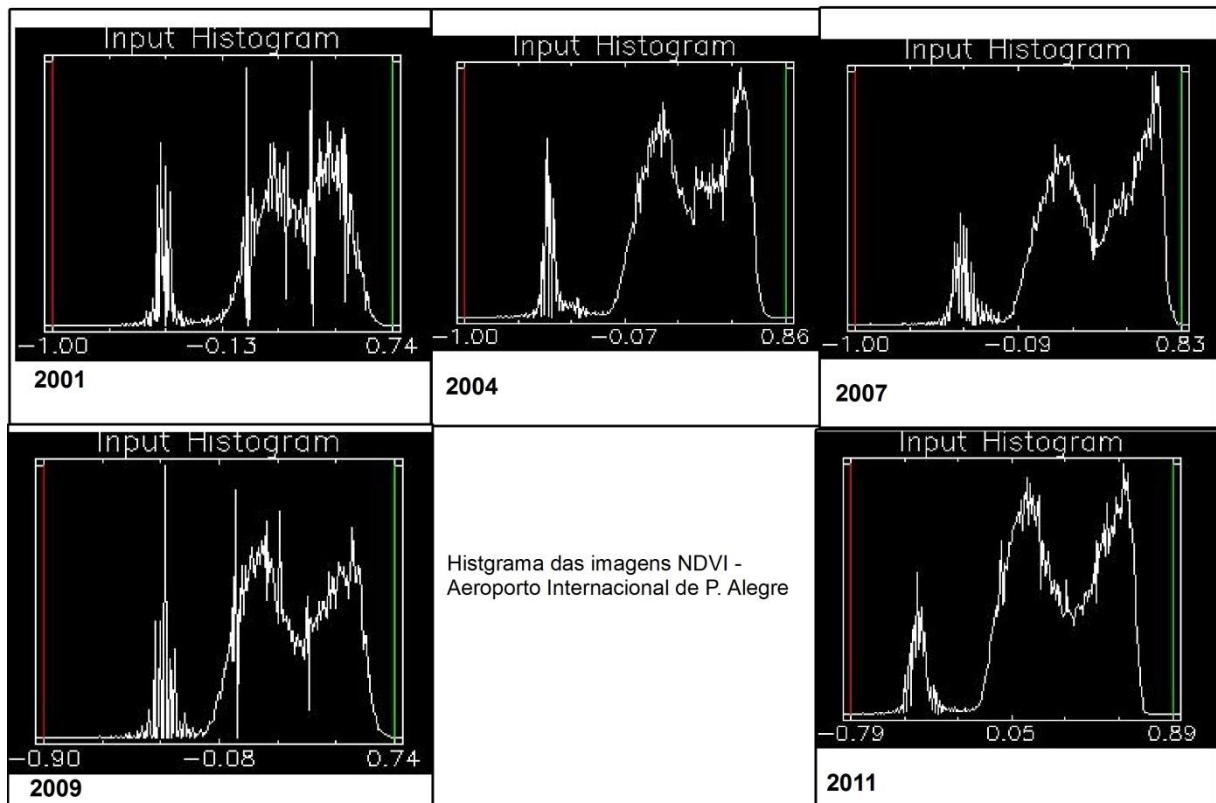 Input Histogram
-1.00 -0.13 0.74
2001
Input Histogram
-1.00 -0.07 0.86
2004
Input Histogram
-1.00 -0.09 0.83
2007
Input Histogram
-0.90 -0.08 0.74
2009
Histgrama das imagens NDVI -
Aeroporto Internacional de P. Alegre
Input Histogram
-0.79 0.05 0.89
2011